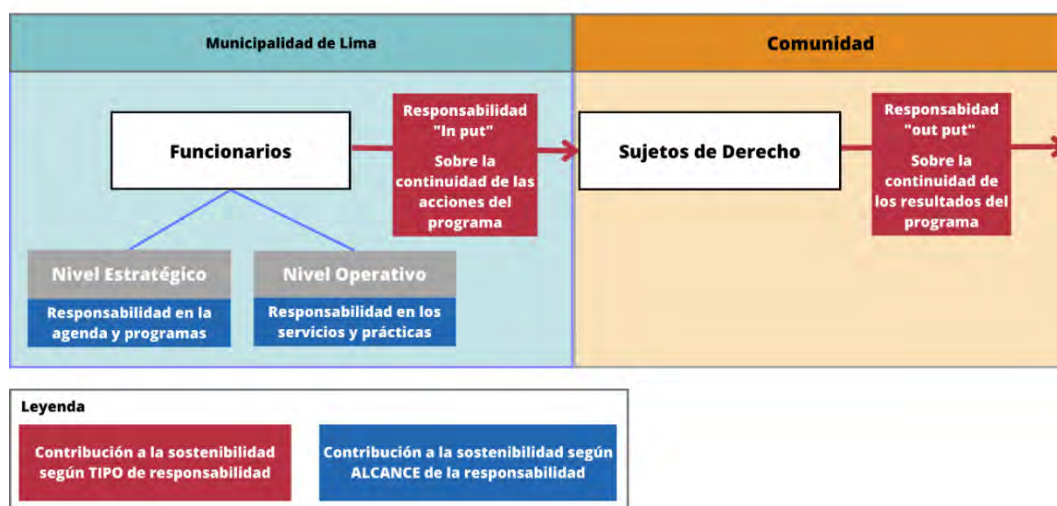 Municipalidad de Lima
Comunidad
Funcionarios
Responsabilidad
"In put"
Sobre la
continuidad de las
acciones del
programa
Sujetos de Derecho
Responsabidad
"out put"
Sobre la
continuidad de
los resultados del
programa
Nivel Estratégico
Responsabilidad en la
agenda y programas
Nivel Operativo
Responsabilidad en los
servicios y prácticas
Leyenda
Contribución a la sostenibilidad
según TIPO de responsabilidad
Contribución a la sostenibilidad según
ALCANCE de la responsabilidad